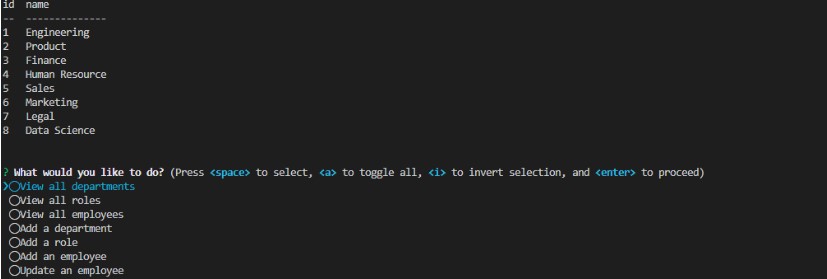 id  name
--  --------------
1   Engineering
2   Product
3   Finance
4   Human Resource
5   Sales
6   Marketing
7   Legal
8   Data Science
? What would you like to do? (Press <space> to select, <a> to toggle all, <i> to invert selection, and <enter> to proceed)
❯◯View all departments
◯View all roles
◯View all employees
◯Add a department
◯Add a role
◯Add an employee
◯Update an employee